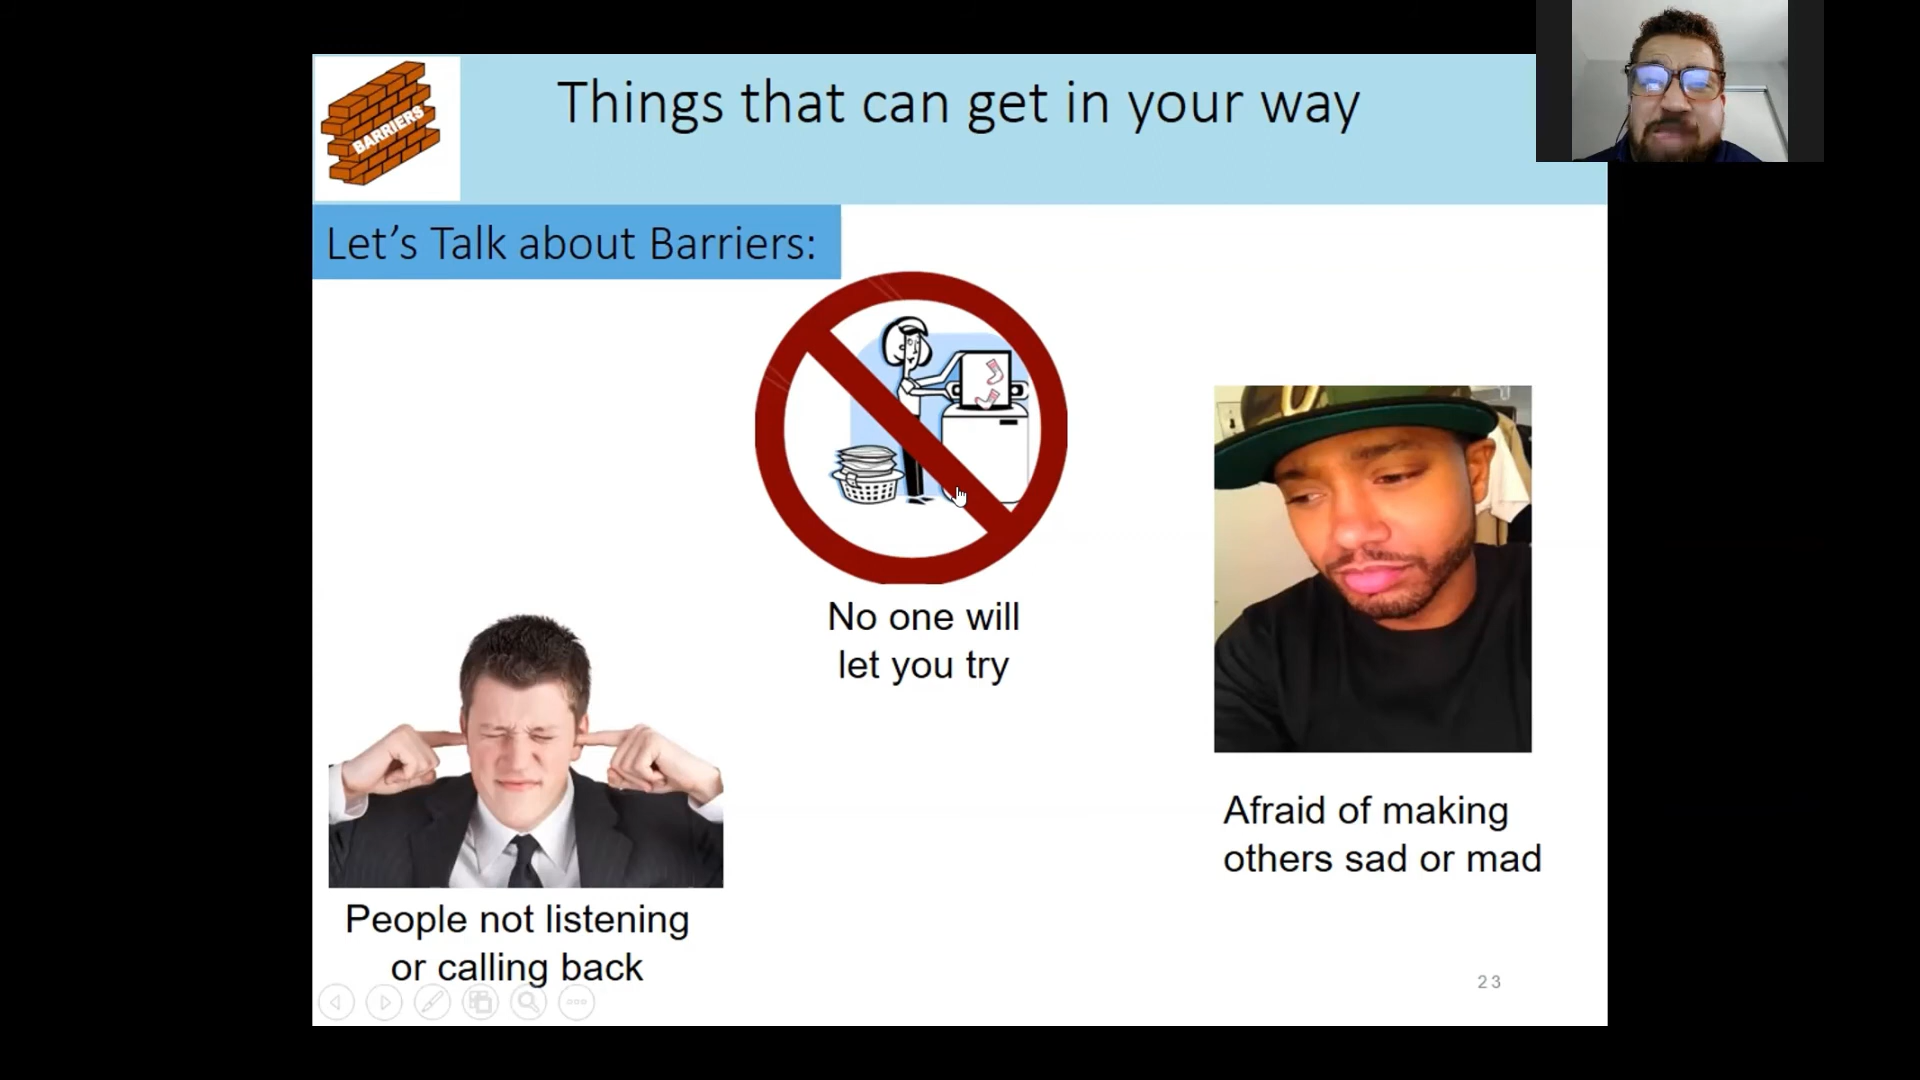 BARRIERS
Things that can get in your way
Let’s Talk about Barriers:
No one will
let you try
Afraid of making
others sad or mad
People not listening
or calling back
23